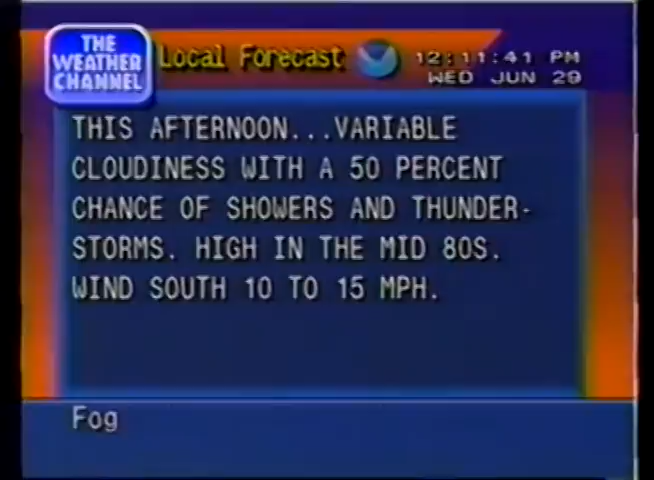 THE
WEATHER
CHANNEL
Local Forecast
12:11:41 PM
WED JUN 29
THIS AFTERNOON...VARIABLE
CLOUDINESS WITH A 50 PERCENT
CHANCE OF SHOWERS AND THUNDER-
STORMS. HIGH IN THE MID 80S.
WIND SOUTH 10 TO 15 MPH.
Fog